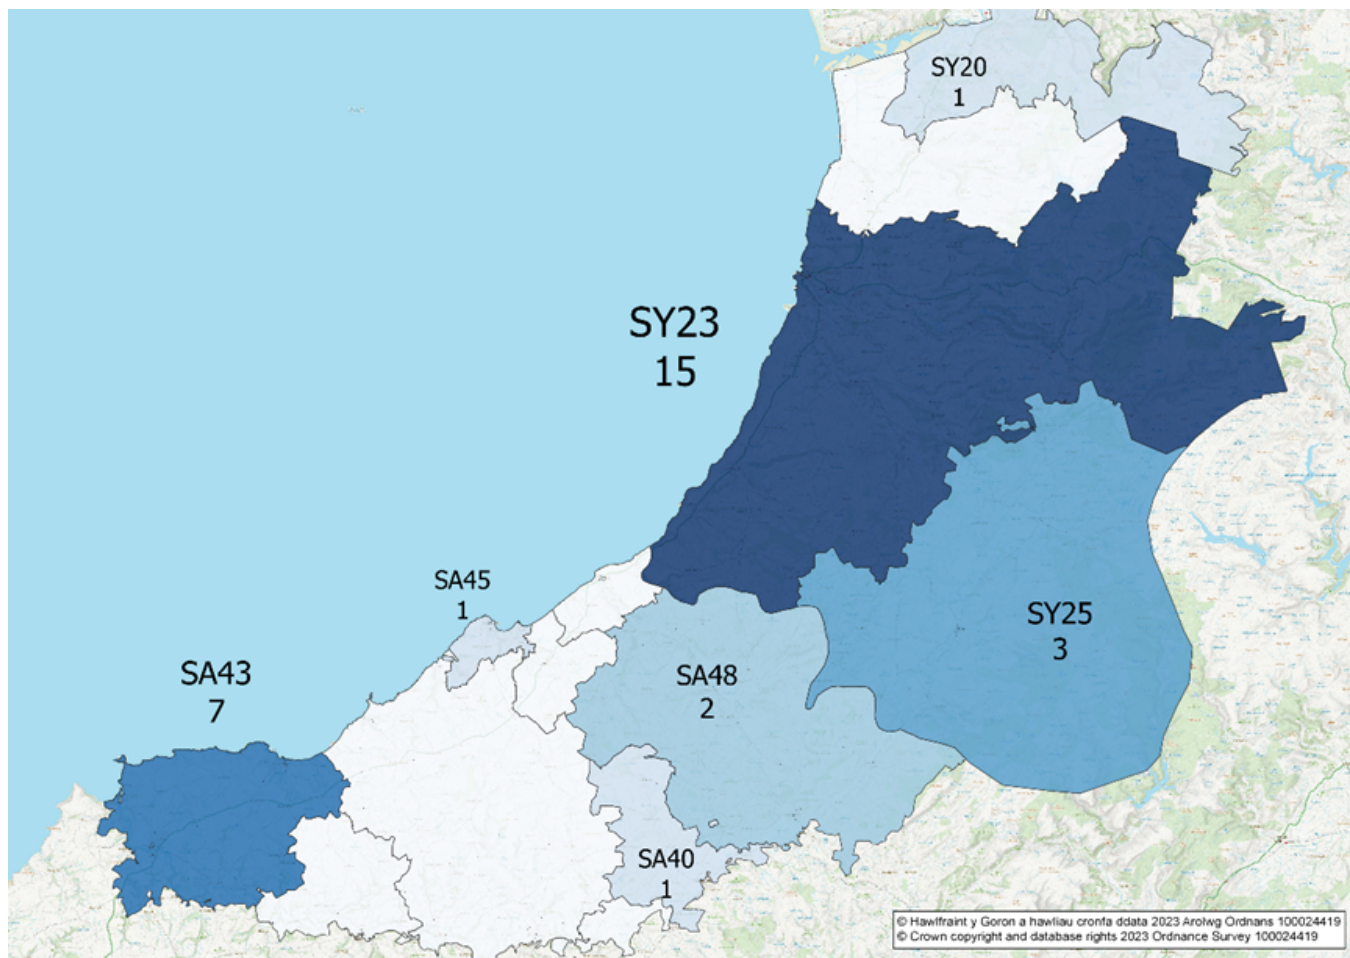 SY20
1
SY23
15
SA45
1
SY25
3
SA43
7
SA48
2
SA40
1
© Hawlfraint y Goron a hawliau cronfa ddata 2023 Arolwg Ordnans 100024419
© Crown copyright and database rights 2023 Ordnance Survey 100024419